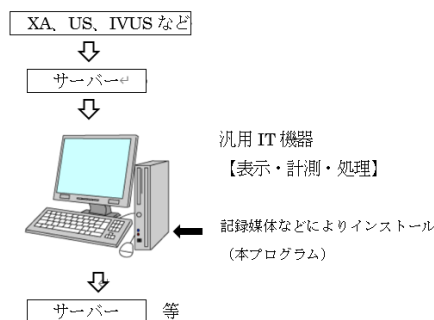 XA、US、IVUS など
サーバー↵
汎用 IT 機器
【表示・計測・処理】
記録媒体などによりインストール
（本プログラム）
サーバー 等